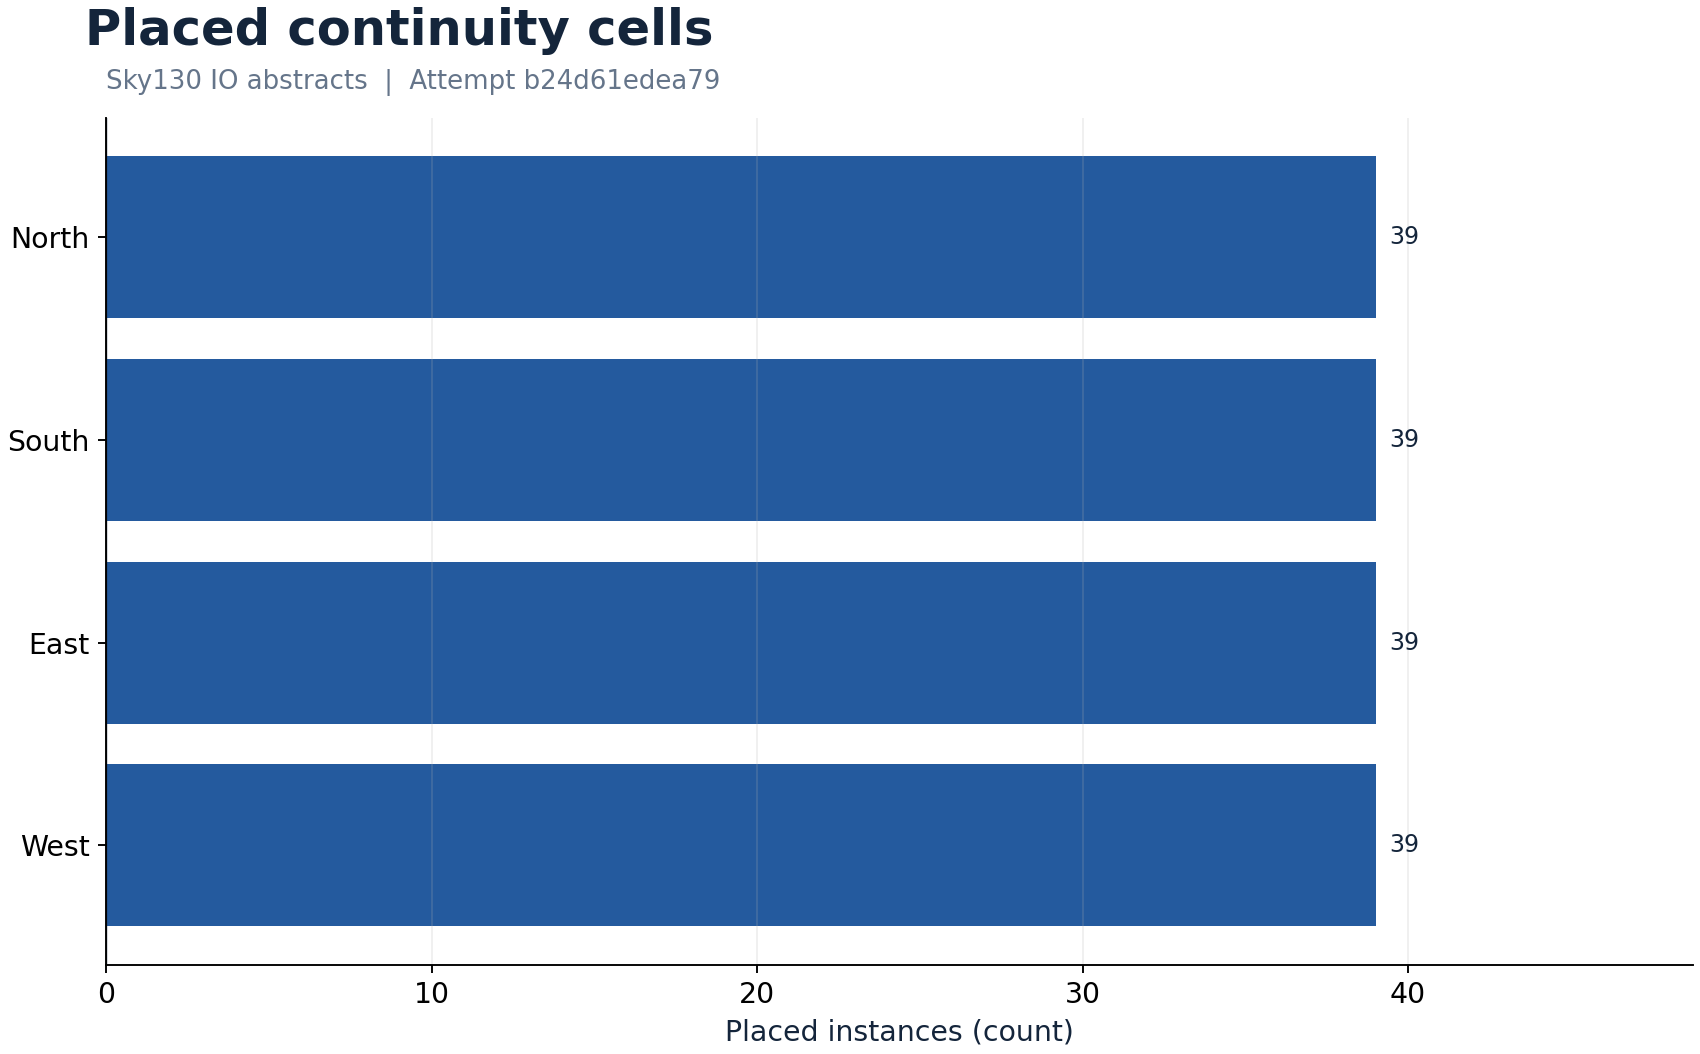 Placed continuity cells
Sky130 IO abstracts | Attempt b24d61edea79
North 39
South 39
East 39
West 39
0 10 20 30 40
Placed instances (count)